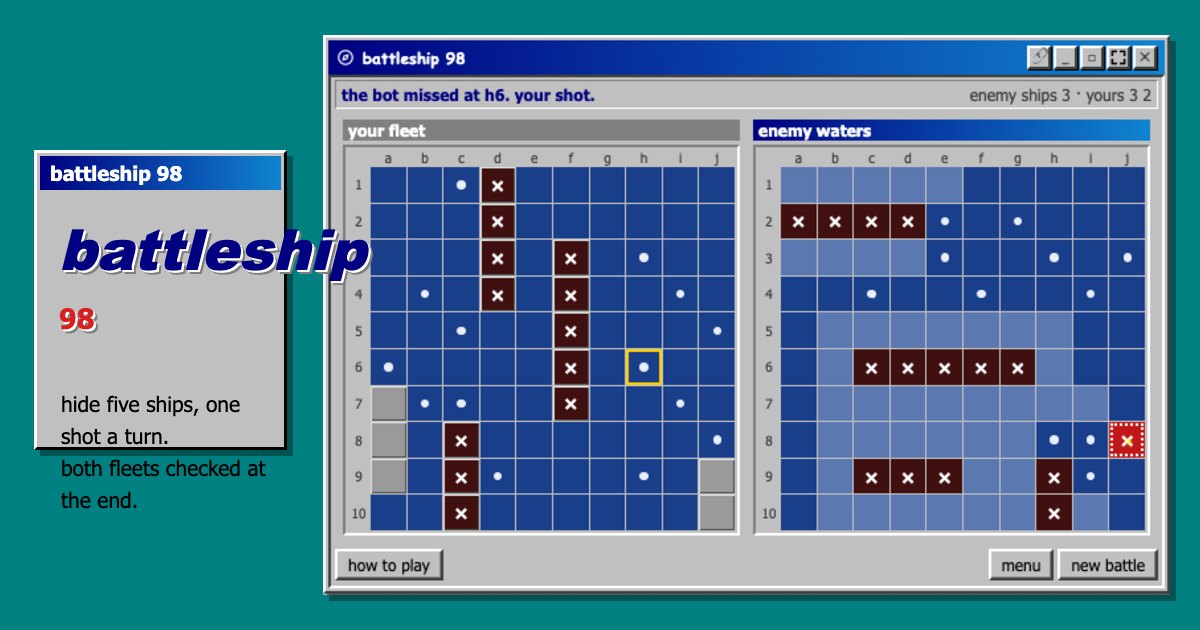 battleship 98
battleship
98
hide five ships, one
shot a turn.
both fleets checked at
the end.
battleship 98
the bot missed at h6. your shot.
enemy ships 3 · yours 3 2
your fleet
a b c d e f g h i j
1
2
3
4
5
6
7
8
9
10
enemy waters
a b c d e f g h i j
1
2
3
4
5
6
7
8
9
10
how to play
menu
new battle